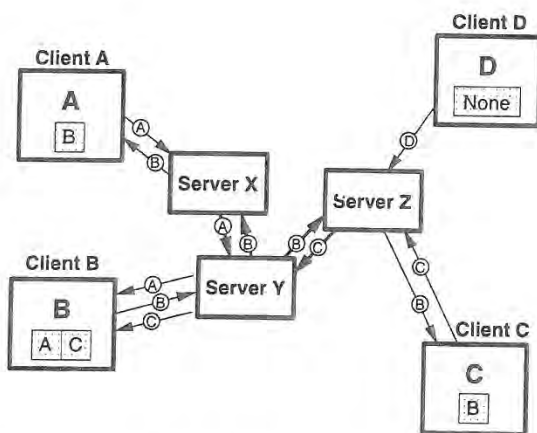 Client D
Client A
D
None
A
B
A
B
D
Server X
Server Z
A
B
B
C
Client B
Server Y
A
B
C
B
A C
C
B
Client C
C
B